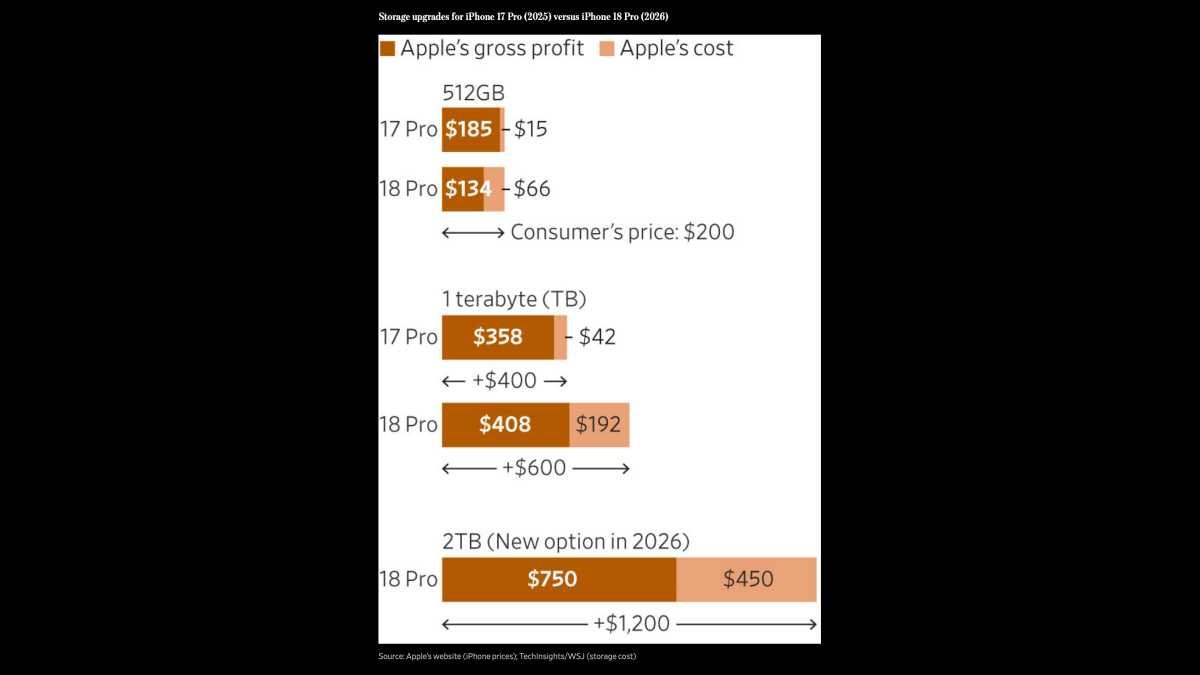 Storage upgrades for iPhone 17 Pro (2025) versus iPhone 18 Pro (2026)
Apple's gross profit Apple's cost
512GB
17 Pro $185 $15
18 Pro $134 $66
Consumer's price: $200
1 terabyte (TB)
17 Pro $358 $42
+$400
18 Pro $408 $192
+$600
2TB (New option in 2026)
18 Pro $750 $450
+$1,200
Source: Apple's website (iPhone prices); TechInsights/WSJ (storage cost)